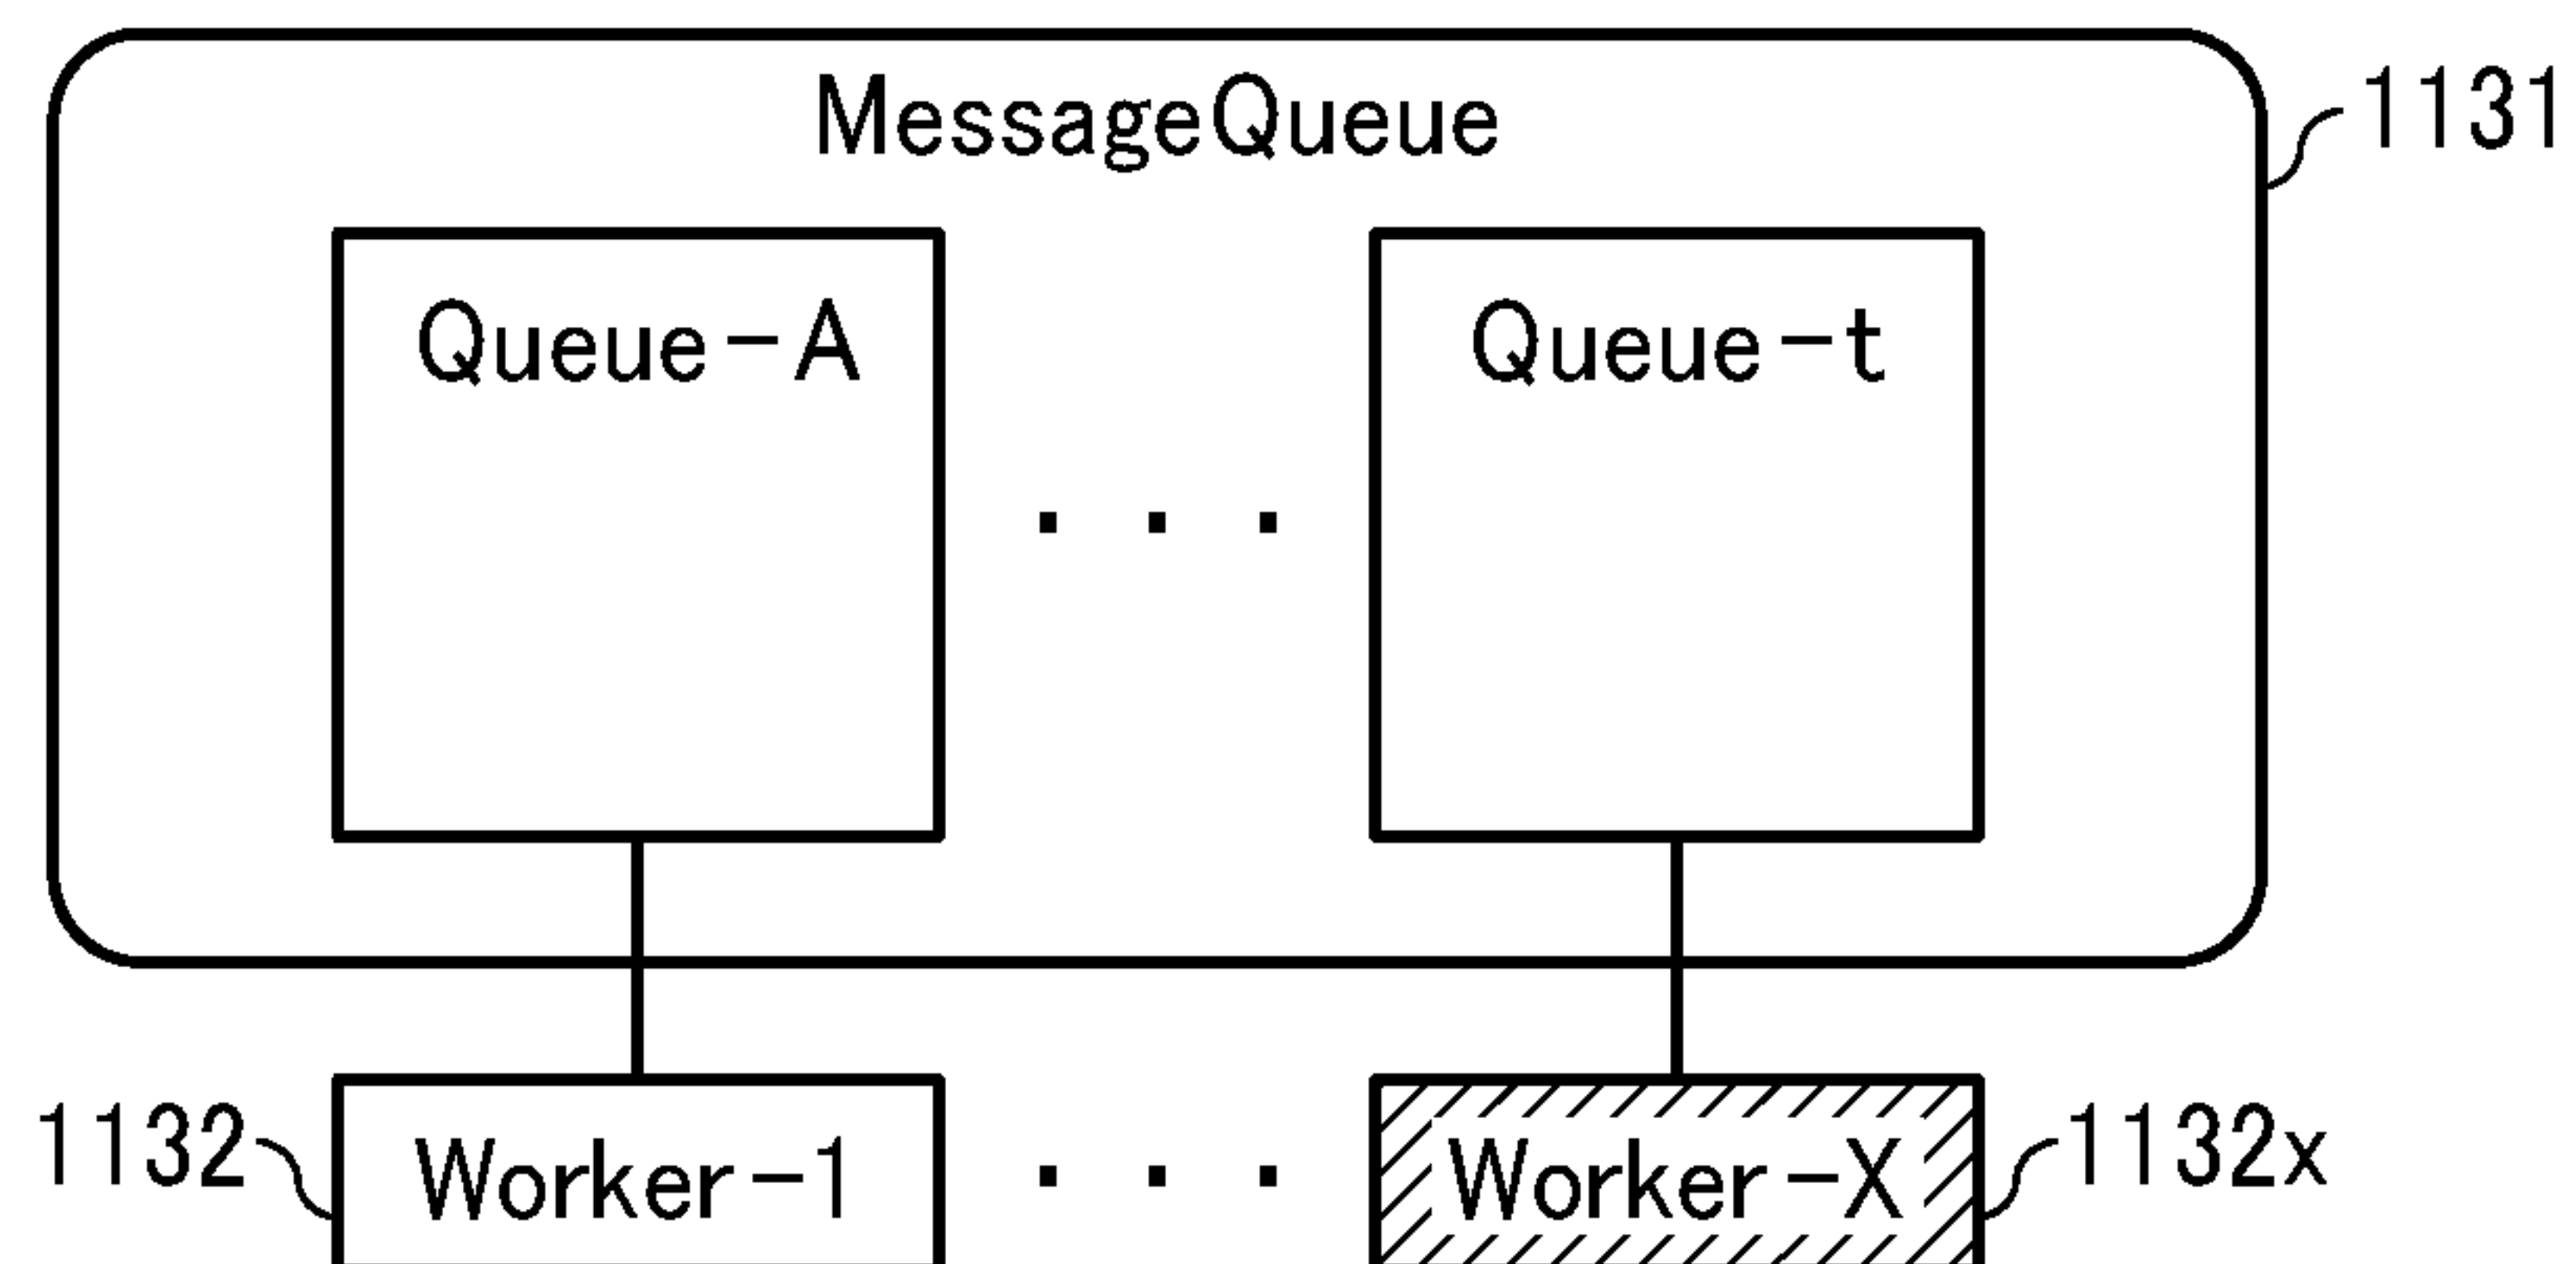 MessageQueue
1131
Queue-A
Queue-t
. . .
1132
Worker-1
. . .
Worker-X
1132x